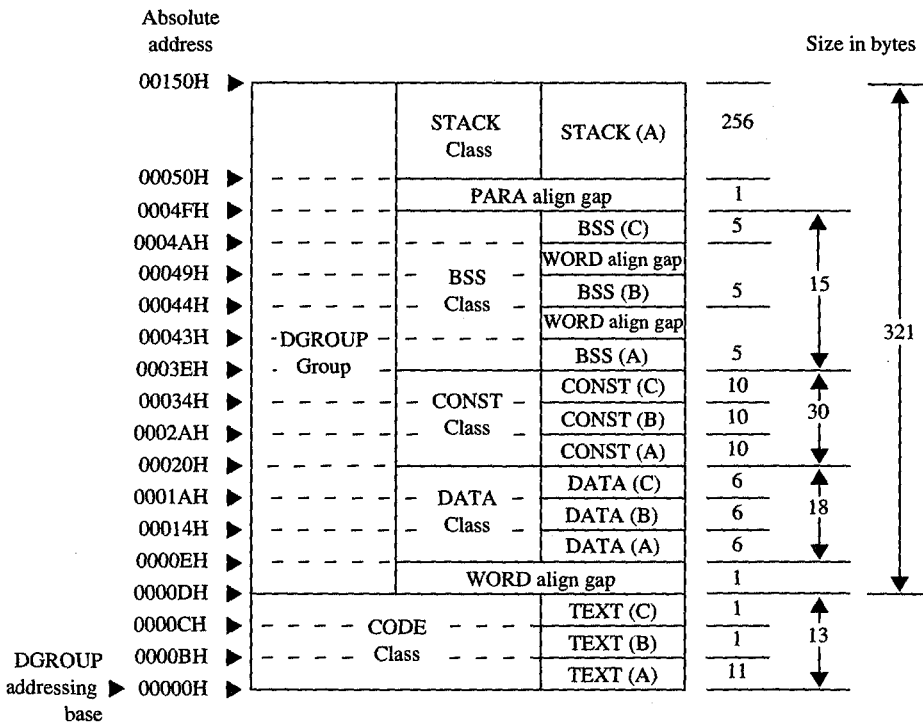 Absolute
address
Size in bytes
00150H
STACK
Class
STACK (A)
256
00050H
PARA align gap
1
0004FH
BSS (C)
5
0004AH
WORD align gap
00049H
BSS
Class
BSS (B)
5
15
00044H
WORD align gap
00043H
DGROUP
Group
BSS (A)
5
321
0003EH
CONST
Class
CONST (C)
10
00034H
CONST (B)
10
30
0002AH
CONST (A)
10
00020H
DATA
Class
DATA (C)
6
0001AH
DATA (B)
6
18
00014H
DATA (A)
6
0000EH
WORD align gap
1
0000DH
CODE
Class
TEXT (C)
1
0000CH
TEXT (B)
1
13
0000BH
TEXT (A)
11
DGROUP
addressing
base
00000H